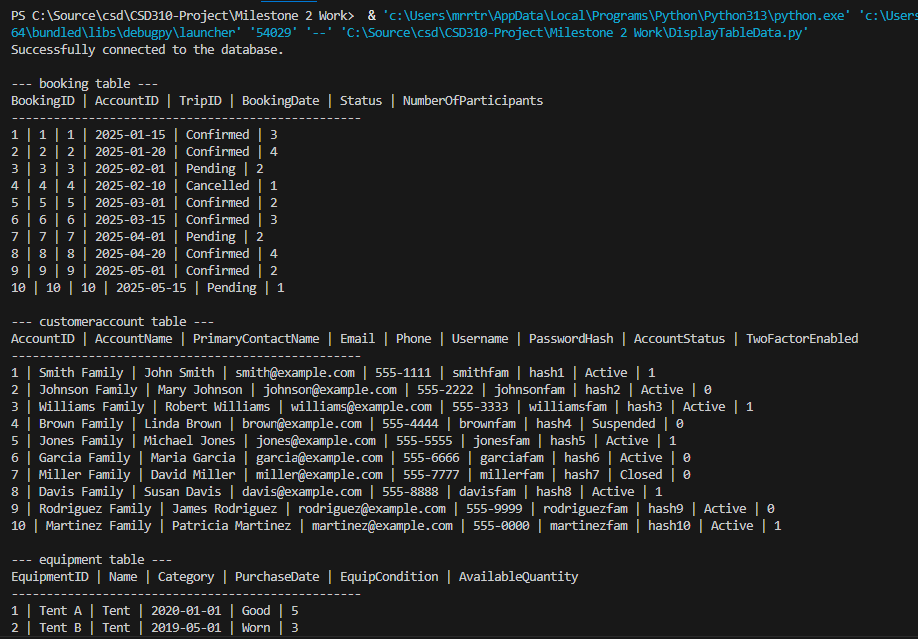 PS C:\Source\csd\CSD310-Project\Milestone 2 Work>  & 'c:\Users\mrrtr\AppData\Local\Programs\Python\Python313\python.exe' 'c:\Users
64\bundled\libs\debugpy\launcher' '54029' '--' 'C:\Source\csd\CSD310-Project\Milestone 2 Work\DisplayTableData.py'
Successfully connected to the database.
--- booking table ---
BookingID | AccountID | TripID | BookingDate | Status | NumberOfParticipants
--------------------------------------------------
1 | 1 | 1 | 2025-01-15 | Confirmed | 3
2 | 2 | 2 | 2025-01-20 | Confirmed | 4
3 | 3 | 3 | 2025-02-01 | Pending | 2
4 | 4 | 4 | 2025-02-10 | Cancelled | 1
5 | 5 | 5 | 2025-03-01 | Confirmed | 2
6 | 6 | 6 | 2025-03-15 | Confirmed | 3
7 | 7 | 7 | 2025-04-01 | Pending | 2
8 | 8 | 8 | 2025-04-20 | Confirmed | 4
9 | 9 | 9 | 2025-05-01 | Confirmed | 2
10 | 10 | 10 | 2025-05-15 | Pending | 1
--- customeraccount table ---
AccountID | AccountName | PrimaryContactName | Email | Phone | Username | PasswordHash | AccountStatus | TwoFactorEnabled
--------------------------------------------------
1 | Smith Family | John Smith | smith@example.com | 555-1111 | smithfam | hash1 | Active | 1
2 | Johnson Family | Mary Johnson | johnson@example.com | 555-2222 | johnsonfam | hash2 | Active | 0
3 | Williams Family | Robert Williams | williams@example.com | 555-3333 | williamsfam | hash3 | Active | 1
4 | Brown Family | Linda Brown | brown@example.com | 555-4444 | brownfam | hash4 | Suspended | 0
5 | Jones Family | Michael Jones | jones@example.com | 555-5555 | jonesfam | hash5 | Active | 1
6 | Garcia Family | Maria Garcia | garcia@example.com | 555-6666 | garciafam | hash6 | Active | 0
7 | Miller Family | David Miller | miller@example.com | 555-7777 | millerfam | hash7 | Closed | 0
8 | Davis Family | Susan Davis | davis@example.com | 555-8888 | davisfam | hash8 | Active | 1
9 | Rodriguez Family | James Rodriguez | rodriguez@example.com | 555-9999 | rodriguezfam | hash9 | Active | 0
10 | Martinez Family | Patricia Martinez | martinez@example.com | 555-0000 | martinezfam | hash10 | Active | 1
--- equipment table ---
EquipmentID | Name | Category | PurchaseDate | EquipCondition | AvailableQuantity
--------------------------------------------------
1 | Tent A | Tent | 2020-01-01 | Good | 5
2 | Tent B | Tent | 2019-05-01 | Worn | 3